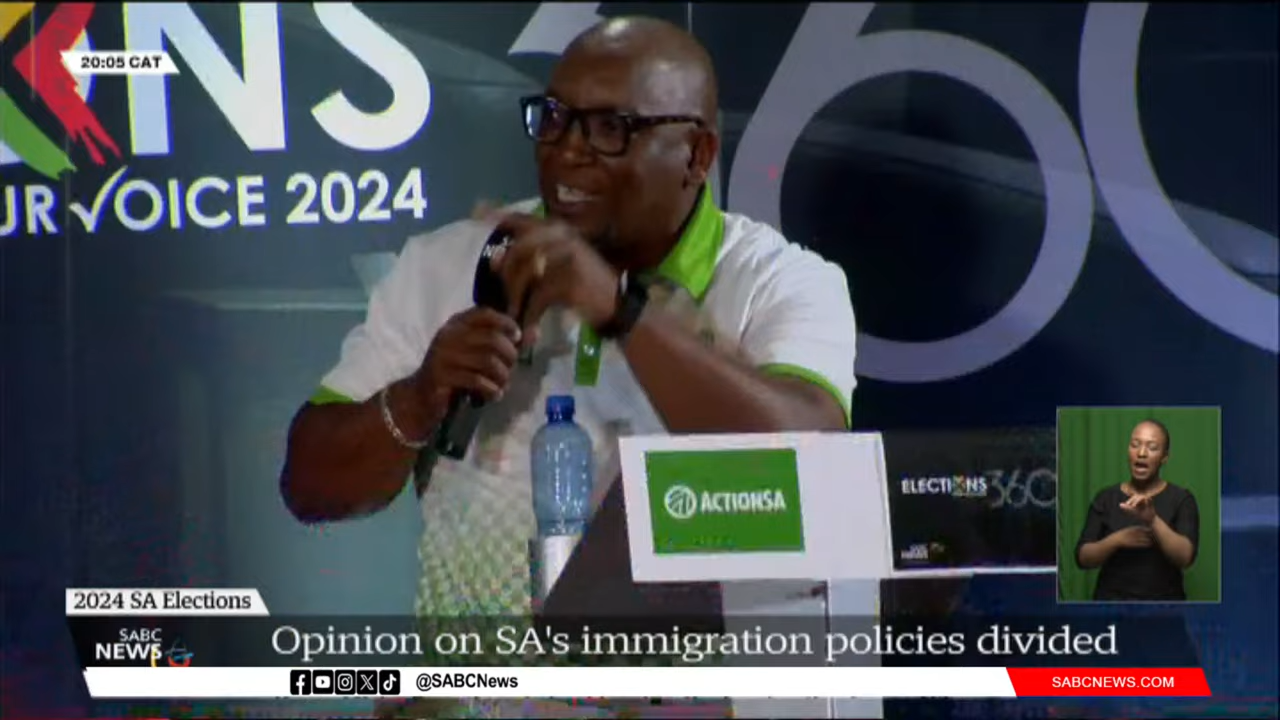 20:05 CAT
ONS
UR VOICE 2024
360
ACTIONSA
ELECTIONS 360
2024 SA Elections
SABC
NEWS
Opinion on SA's immigration policies divided
@SABCNews
SABCNEWS.COM